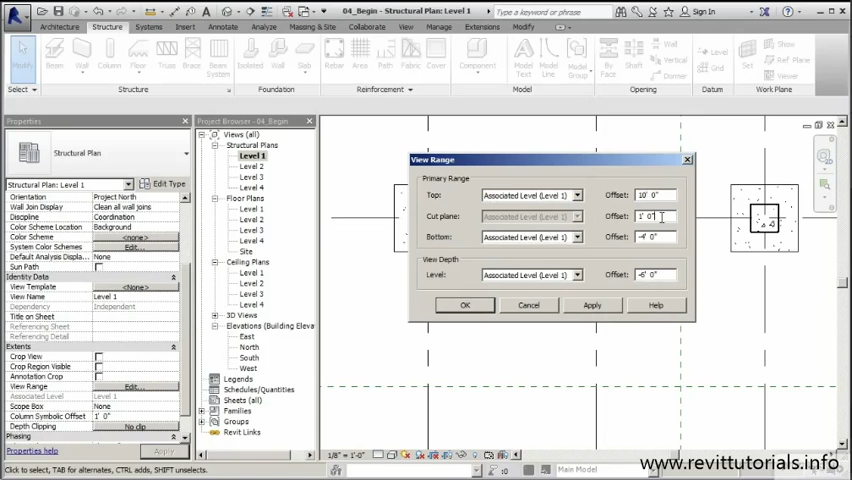 04_Begin - Structural Plan: Level 1
Type a keyword or phrase
Sign In
Architecture Structure Systems Insert Annotate Analyze Massing & Site Collaborate View Manage Extensions Modify
Modify Beam Wall Column Floor Truss Brace Beam System Isolated Wall Slab Rebar Area Path Fabric Cover Component Model Text Model Line Model Group By Face Shaft Wall Vertical Dormer Level Grid Set Show Ref Plane Viewer
Select Structure Foundation Reinforcement Model Opening Datum Work Plane
Properties
Structural Plan
Structural Plan: Level 1 Edit Type
Orientation Project North
Wall Join Display Clean all wall joins
Discipline Coordination
Color Scheme Location Background
Color Scheme <none>
System Color Schemes Edit...
Default Analysis Displa...
Sun Path
Identity Data
View Template <None>
View Name Level 1
Dependency Independent
Title on Sheet
Referencing Sheet
Referencing Detail
Extents
Crop View
Crop Region Visible
Annotation Crop
View Range Edit...
Associated Level Level 1
Scope Box None
Column Symbolic Offset 1' 0"
Depth Clipping No clip
Phasing
Properties help Apply
Project Browser - 04_Begin
Views (all)
Structural Plans
Level 1
Level 2
Level 3
Level 4
Floor Plans
Level 1
Level 2
Level 3
Level 4
Site
Ceiling Plans
Level 1
Level 2
Level 3
Level 4
3D Views
Elevations (Building Elevat
East
North
South
West
Legends
Schedules/Quantities
Sheets (all)
Families
Groups
Revit Links
View Range
Primary Range
Top: Associated Level (Level 1) Offset: 10' 0"
Cut plane: Associated Level (Level 1) Offset: 1' 0"
Bottom: Associated Level (Level 1) Offset: -4' 0"
View Depth
Level: Associated Level (Level 1) Offset: -6' 0"
OK Cancel Apply Help
1/8" = 1'-0"
Click to select, TAB for alternates, CTRL adds, SHIFT unselects.
:0 Main Model
www.revittutorials.info